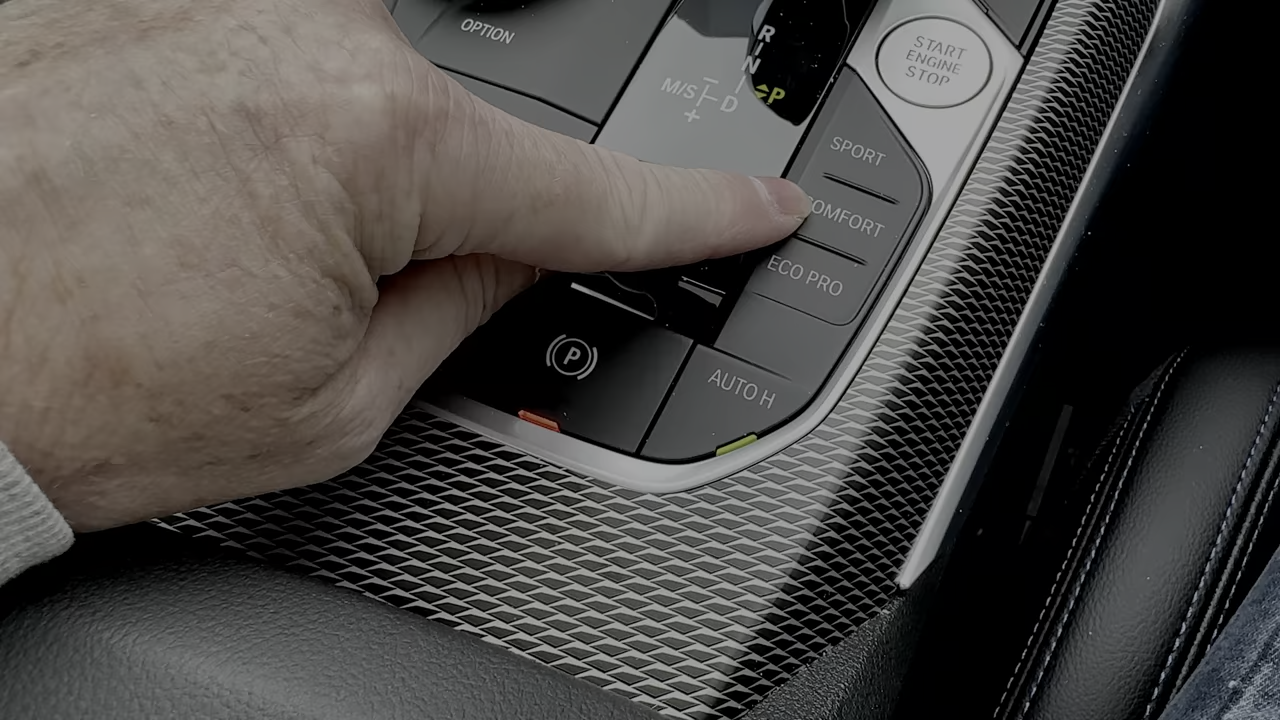 OPTION
R
N
P
M/S
D
+
START
ENGINE
STOP
SPORT
OMFORT
ECO PRO
P
AUTO H